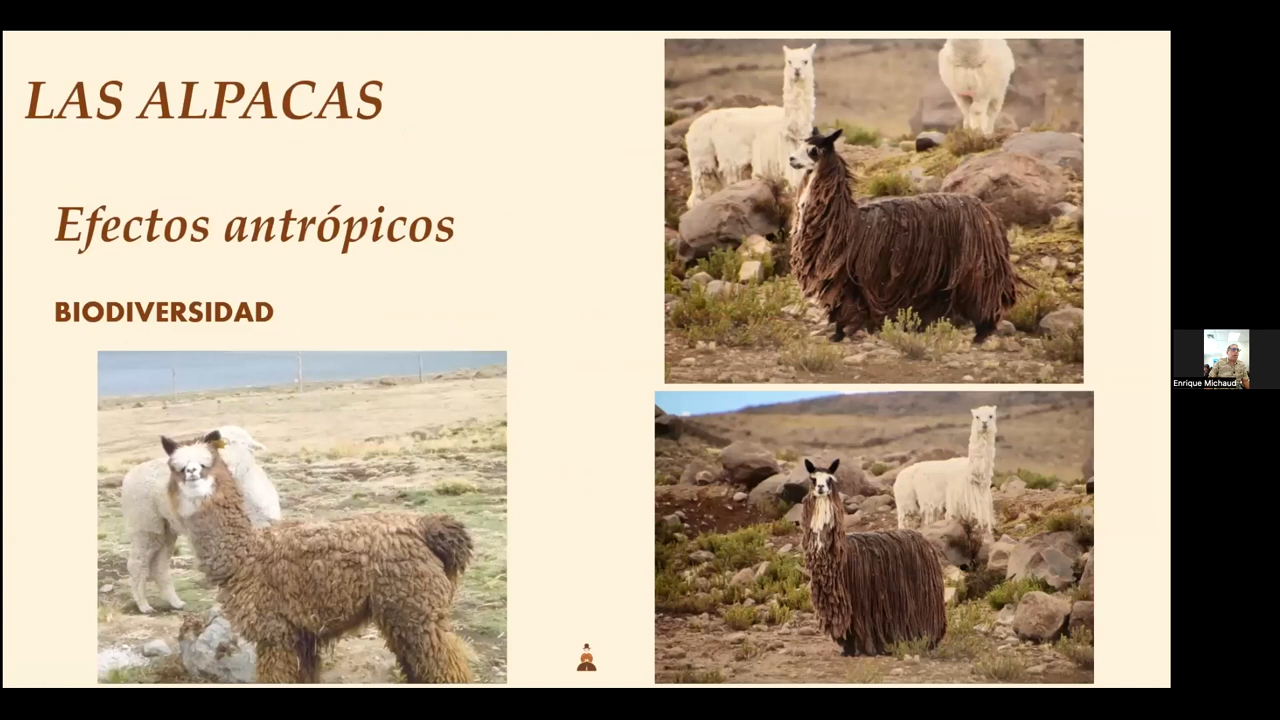 LAS ALPACAS
Efectos antrópicos
BIODIVERSIDAD
Enrique Michaud